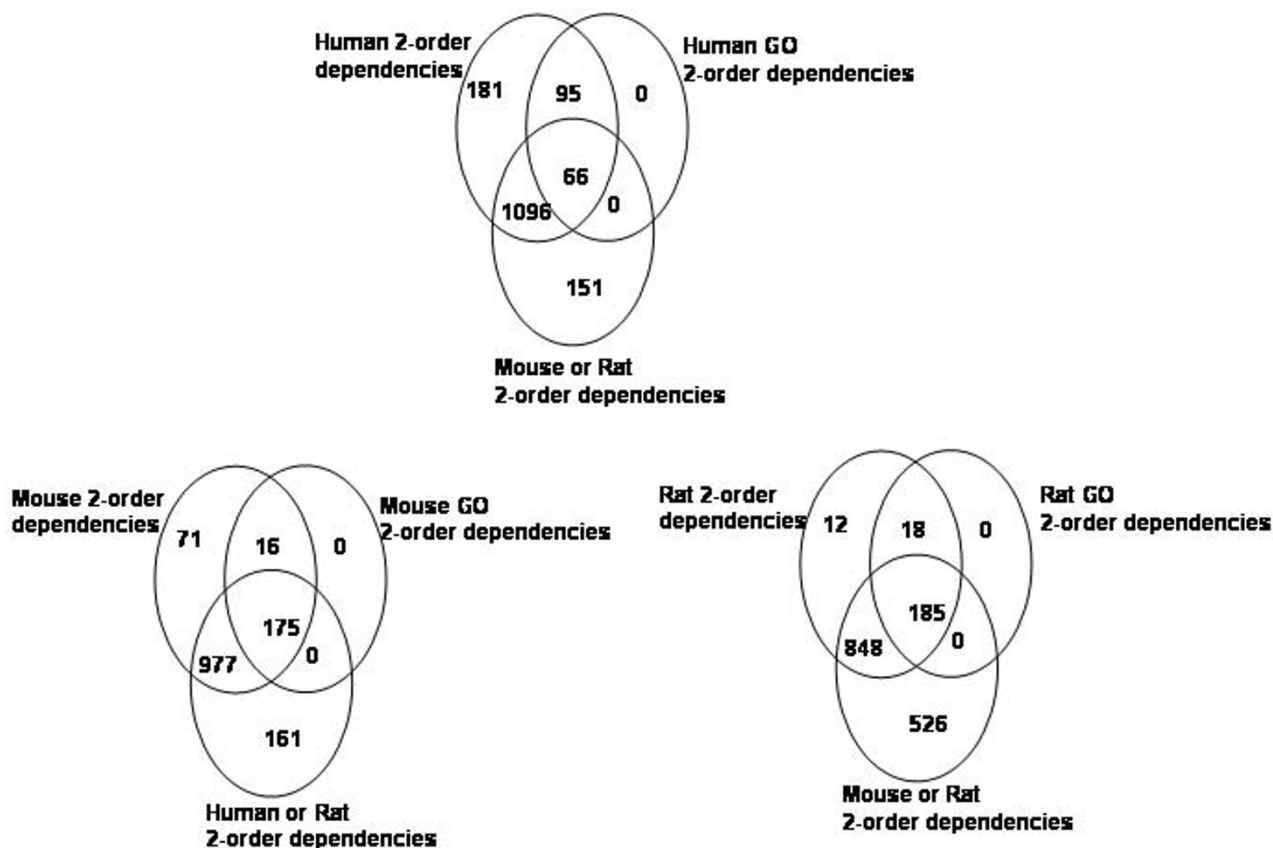 Human 2-order
dependencies
Human GO
2-order dependencies
181
95
0
66
1096
0
151
Mouse or Rat
2-order dependencies
Mouse 2-order
dependencies
Mouse GO
2-order dependencies
71
16
0
175
977
0
161
Human or Rat
2-order dependencies
Rat 2-order
dependencies
Rat GO
2-order dependencies
12
18
0
185
848
0
526
Mouse or Rat
2-order dependencies